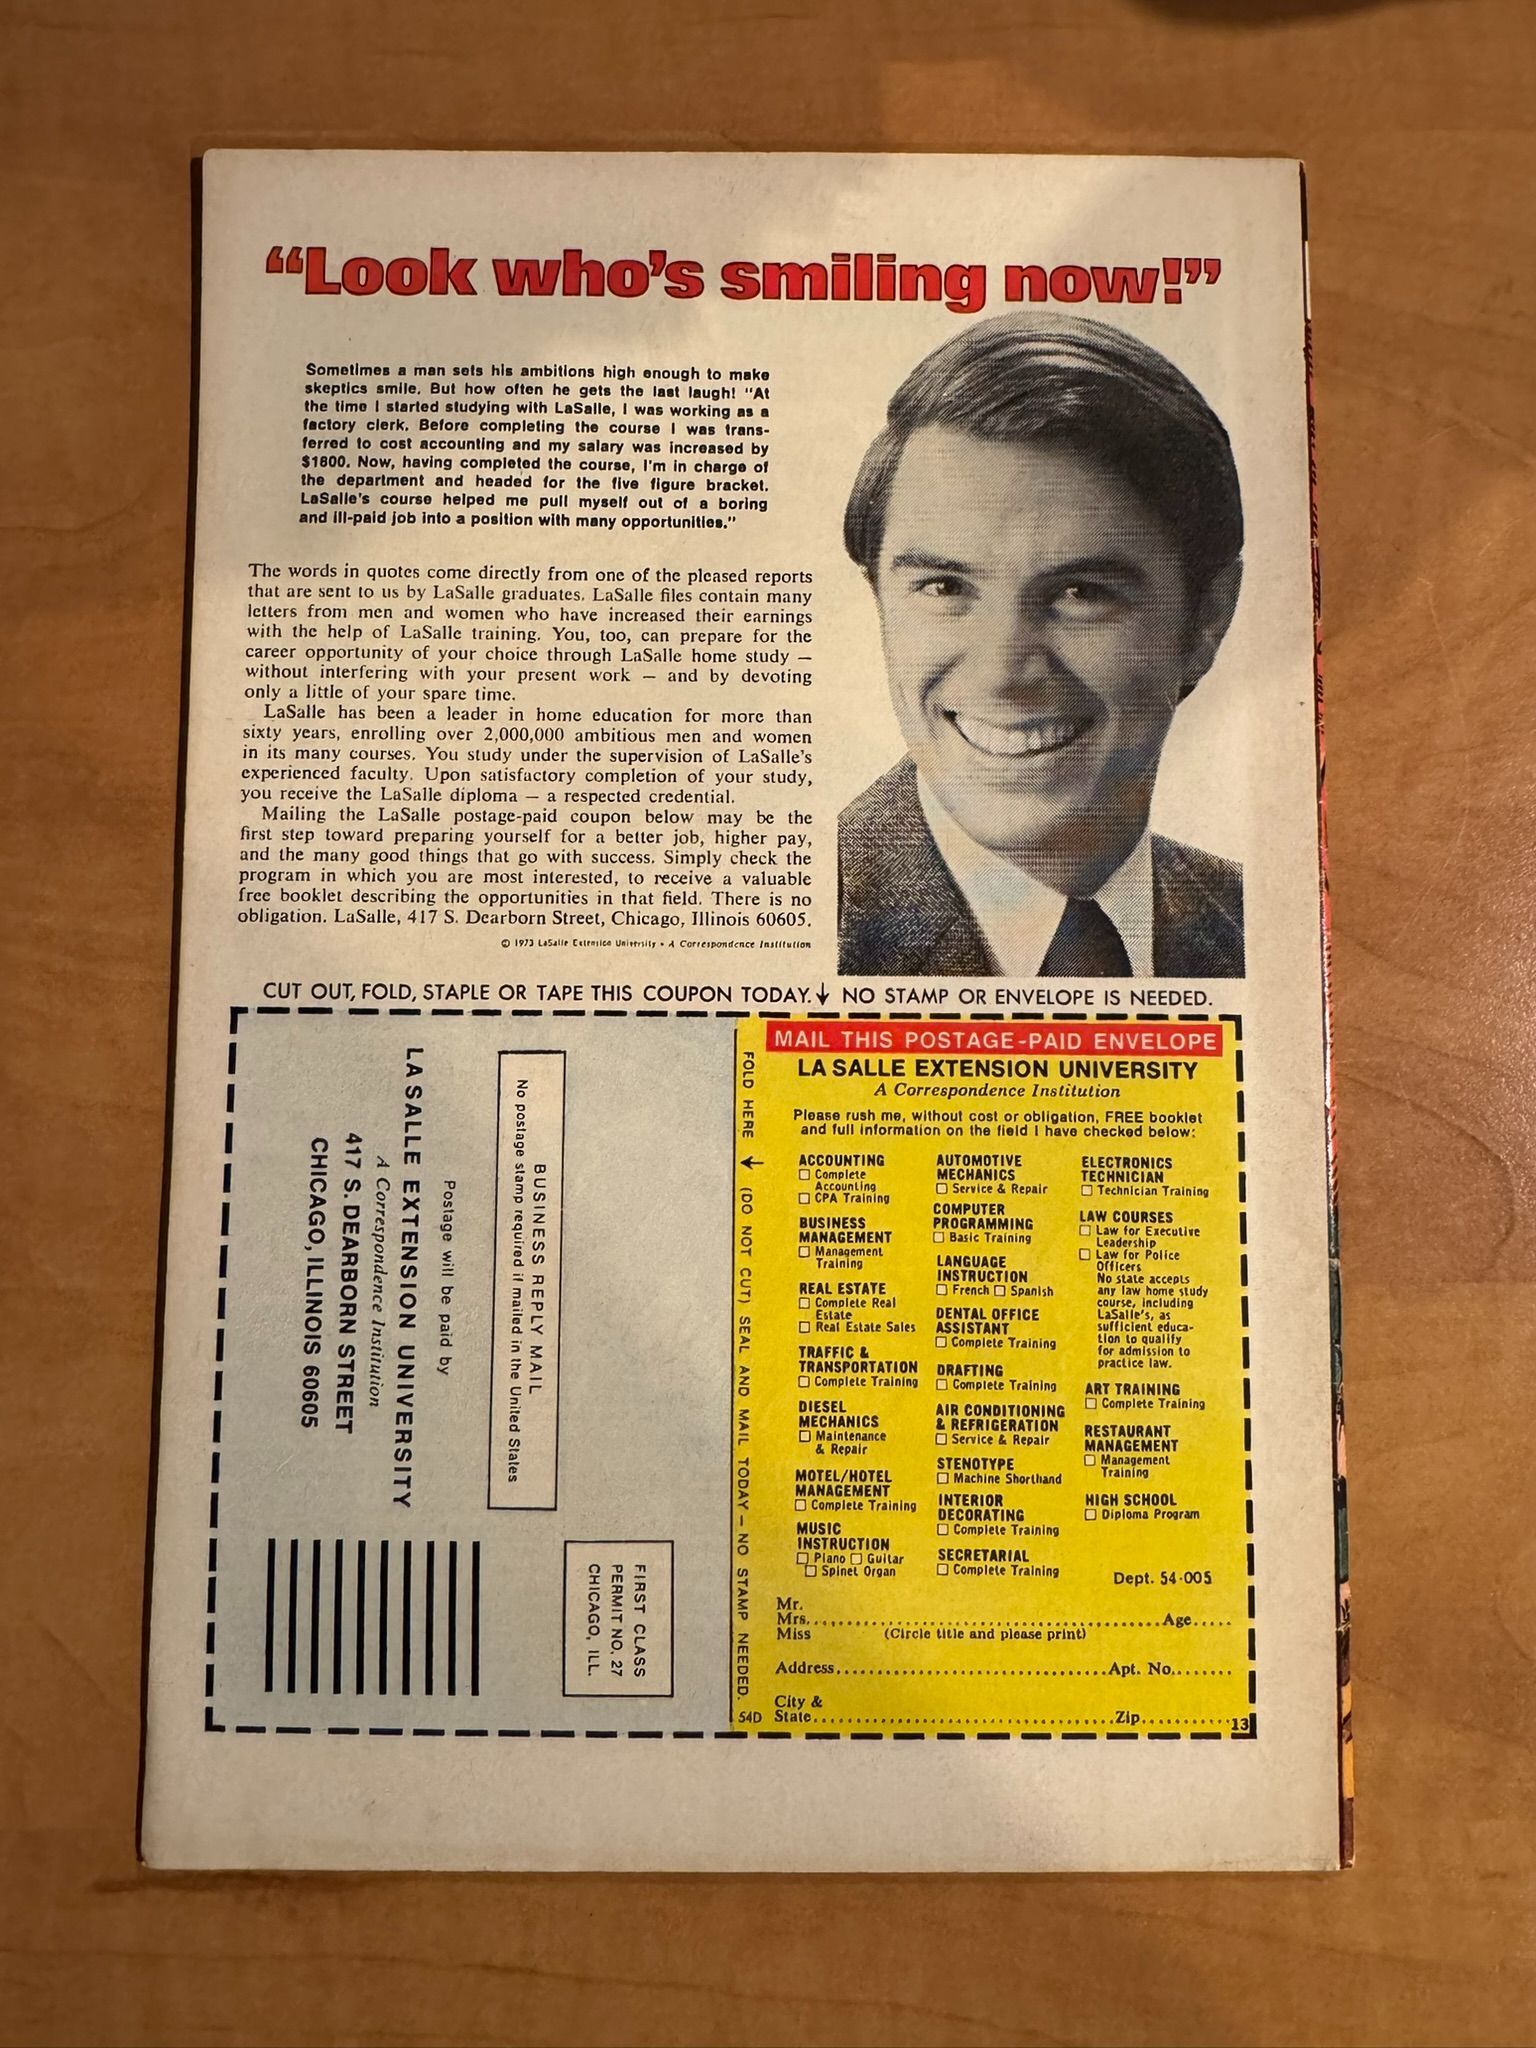 “Look who’s smiling now!”
Sometimes a man sets his ambitions high enough to make
skeptics smile. But how often he gets the last laugh! "At
the time I started studying with LaSalle, I was working as a
factory clerk. Before completing the course I was trans-
ferred to cost accounting and my salary was increased by
$1800. Now, having completed the course, I'm in charge of
the department and headed for the five figure bracket.
LaSalle's course helped me pull myself out of a boring
and ill-paid job into a position with many opportunities."
The words in quotes come directly from one of the pleased reports
that are sent to us by LaSalle graduates. LaSalle files contain many
letters from men and women who have increased their earnings
with the help of LaSalle training. You, too, can prepare for the
career opportunity of your choice through LaSalle home study —
without interfering with your present work — and by devoting
only a little of your spare time.
LaSalle has been a leader in home education for more than
sixty years, enrolling over 2,000,000 ambitious men and women
in its many courses. You study under the supervision of LaSalle's
experienced faculty. Upon satisfactory completion of your study,
you receive the LaSalle diploma — a respected credential.
Mailing the LaSalle postage-paid coupon below may be the
first step toward preparing yourself for a better job, higher pay,
and the many good things that go with success. Simply check the
program in which you are most interested, to receive a valuable
free booklet describing the opportunities in that field. There is no
obligation. LaSalle, 417 S. Dearborn Street, Chicago, Illinois 60605.
© 1973 LaSalle Extension University • A Correspondence Institution
CUT OUT, FOLD, STAPLE OR TAPE THIS COUPON TODAY.↓ NO STAMP OR ENVELOPE IS NEEDED.
FIRST CLASS
PERMIT NO. 27
CHICAGO, ILL.
BUSINESS REPLY MAIL
No postage stamp required if mailed in the United States
Postage will be paid by
LA SALLE EXTENSION UNIVERSITY
A Correspondence Institution
417 S. DEARBORN STREET
CHICAGO, ILLINOIS 60605
FOLD HERE → (DO NOT CUT) SEAL AND MAIL TODAY — NO STAMP NEEDED.
54D
MAIL THIS POSTAGE-PAID ENVELOPE
LA SALLE EXTENSION UNIVERSITY
A Correspondence Institution
Please rush me, without cost or obligation, FREE booklet
and full information on the field I have checked below:
ACCOUNTING
☐ Complete
Accounting
☐ CPA Training
BUSINESS
MANAGEMENT
☐ Management
Training
REAL ESTATE
☐ Complete Real
Estate
☐ Real Estate Sales
TRAFFIC &
TRANSPORTATION
☐ Complete Training
DIESEL
MECHANICS
☐ Maintenance
& Repair
MOTEL/HOTEL
MANAGEMENT
☐ Complete Training
MUSIC
INSTRUCTION
☐ Piano ☐ Guitar
☐ Spinet Organ
AUTOMOTIVE
MECHANICS
☐ Service & Repair
COMPUTER
PROGRAMMING
☐ Basic Training
LANGUAGE
INSTRUCTION
☐ French ☐ Spanish
DENTAL OFFICE
ASSISTANT
☐ Complete Training
DRAFTING
☐ Complete Training
AIR CONDITIONING
& REFRIGERATION
☐ Service & Repair
STENOTYPE
☐ Machine Shorthand
INTERIOR
DECORATING
☐ Complete Training
SECRETARIAL
☐ Complete Training
ELECTRONICS
TECHNICIAN
☐ Technician Training
LAW COURSES
☐ Law for Executive
Leadership
☐ Law for Police
Officers
No state accepts
any law home study
course, including
LaSalle's, as
sufficient educa-
tion to qualify
for admission to
practice law.
ART TRAINING
☐ Complete Training
RESTAURANT
MANAGEMENT
☐ Management
Training
HIGH SCHOOL
☐ Diploma Program
Dept. 54-005
Mr.
Mrs. Age
Miss (Circle title and please print)
Address Apt. No.
City &
State Zip
13